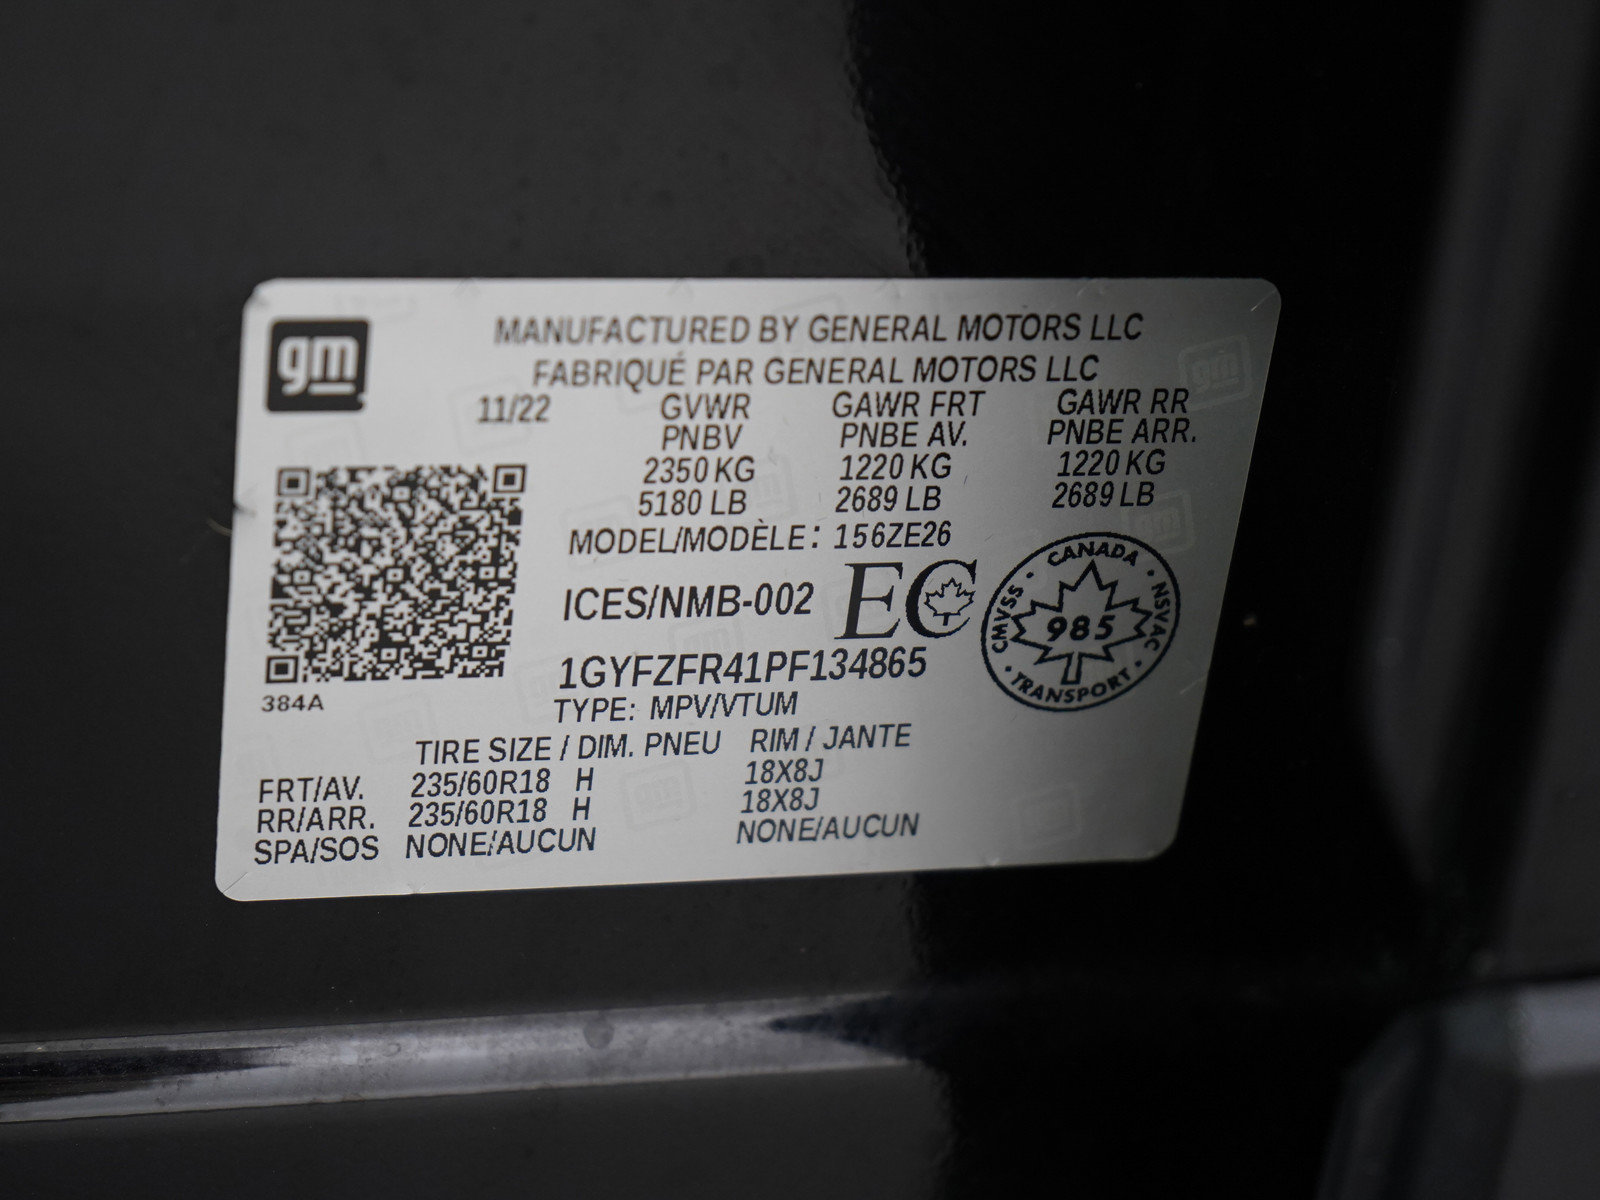 gm
MANUFACTURED BY GENERAL MOTORS LLC
FABRIQUÉ PAR GENERAL MOTORS LLC
11/22 GVWR GAWR FRT GAWR RR
PNBV PNBE AV. PNBE ARR.
2350 KG 1220 KG 1220 KG
5180 LB 2689 LB 2689 LB
MODEL/MODÈLE: 156ZE26
ICES/NMB-002 EC
CANADA
CMVSS 985 NSVAC
TRANSPORT
1GYFZFR41PF134865
384A
TYPE: MPV/VTUM
TIRE SIZE / DIM. PNEU RIM / JANTE
FRT/AV. 235/60R18 H 18X8J
RR/ARR. 235/60R18 H 18X8J
SPA/SOS NONE/AUCUN NONE/AUCUN